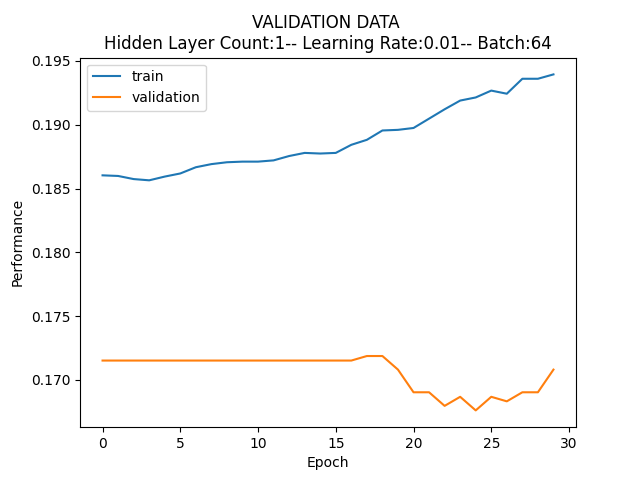 VALIDATION DATA
Hidden Layer Count:1-- Learning Rate:0.01-- Batch:64
train
validation
0.195
0.190
0.185
0.180
0.175
0.170
Performance
0 5 10 15 20 25 30
Epoch